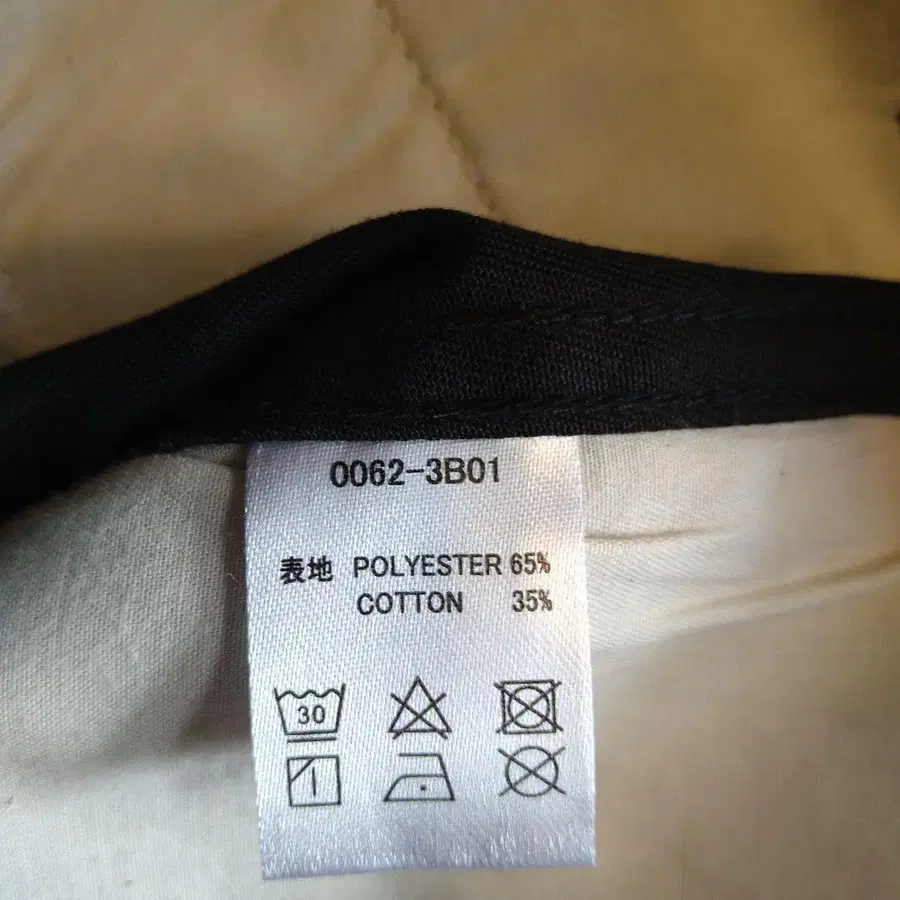 0062-3B01
表地 POLYESTER 65%
COTTON 35%
30